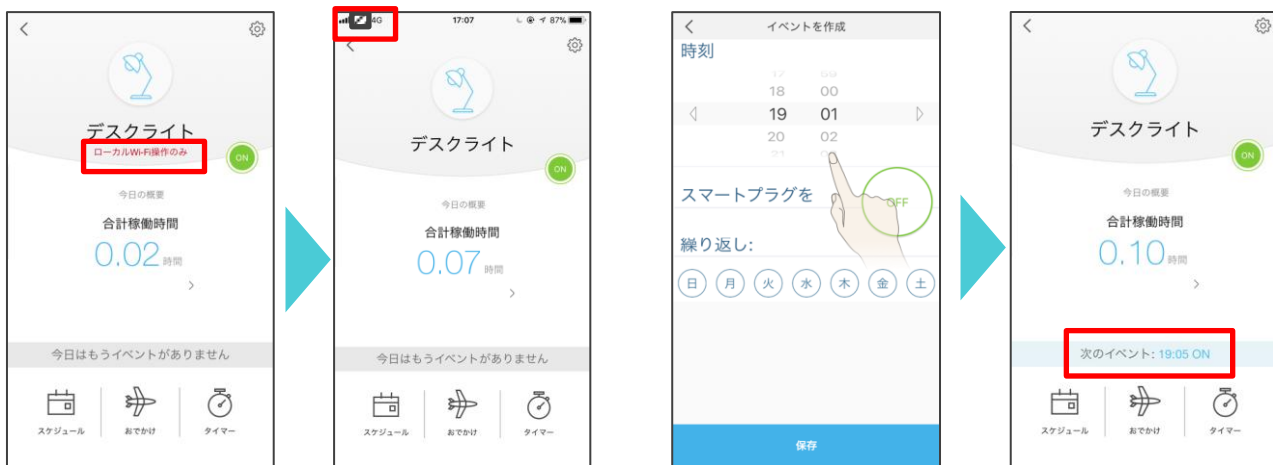 デスクライト
ローカルWi-Fi操作のみ
ON
今日の概要
合計稼働時間
0.02 時間
今日はもうイベントがありません
スケジュール
おでかけ
タイマー
4G 17:07 87%
デスクライト
ON
今日の概要
合計稼働時間
0.07 時間
今日はもうイベントがありません
スケジュール
おでかけ
タイマー
イベントを作成
時刻
18 00
19 01
20 02
スマートプラグを
OFF
繰り返し:
日 月 火 水 木 金 土
保存
デスクライト
ON
今日の概要
合計稼働時間
0.10 時間
次のイベント: 19:05 ON
スケジュール
おでかけ
タイマー